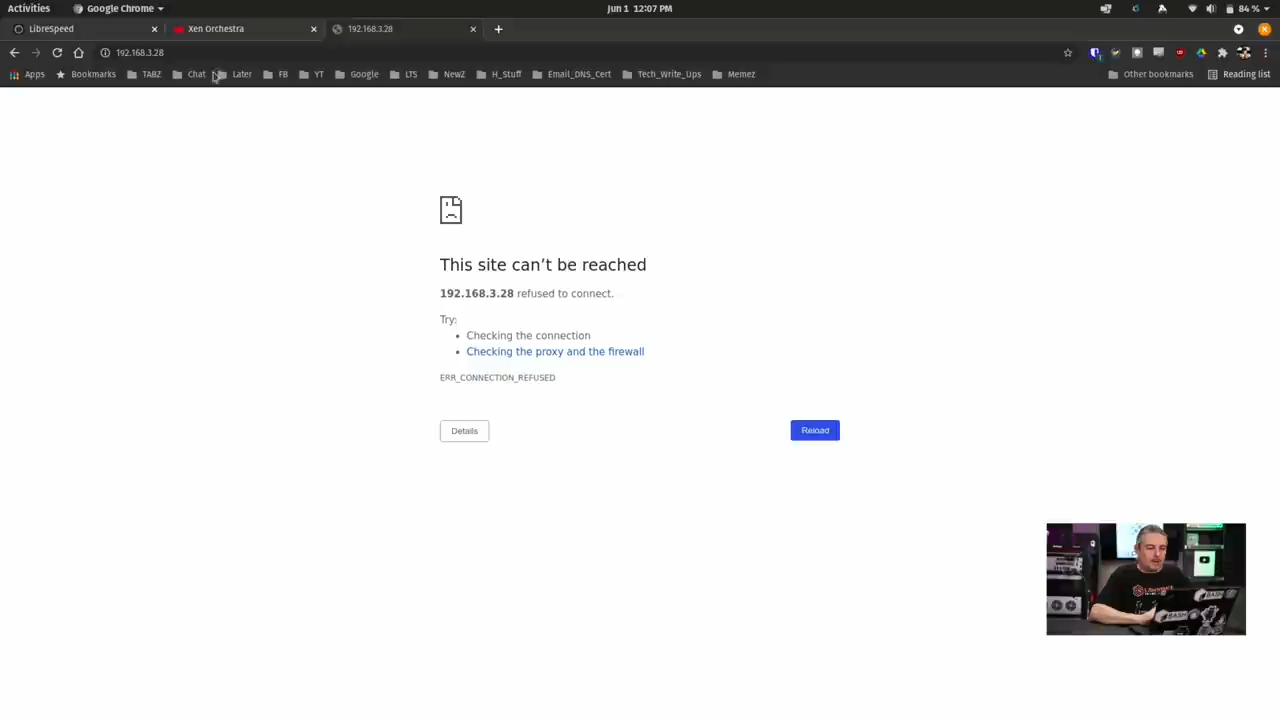 Activities
Google Chrome
Jun 1 12:07 PM
84 %
LibreSpeed
Xen Orchestra
192.168.3.28
192.168.3.28
Apps
Bookmarks
TABZ
Chat
Later
FB
YT
Google
LTS
NewZ
H_Stuff
Email_DNS_Cert
Tech_Write_Ups
Memez
Other bookmarks
Reading list
This site can’t be reached
192.168.3.28 refused to connect.
Try:
• Checking the connection
• Checking the proxy and the firewall
ERR_CONNECTION_REFUSED
Details
Reload
LAWRENCE
BASH
BASH